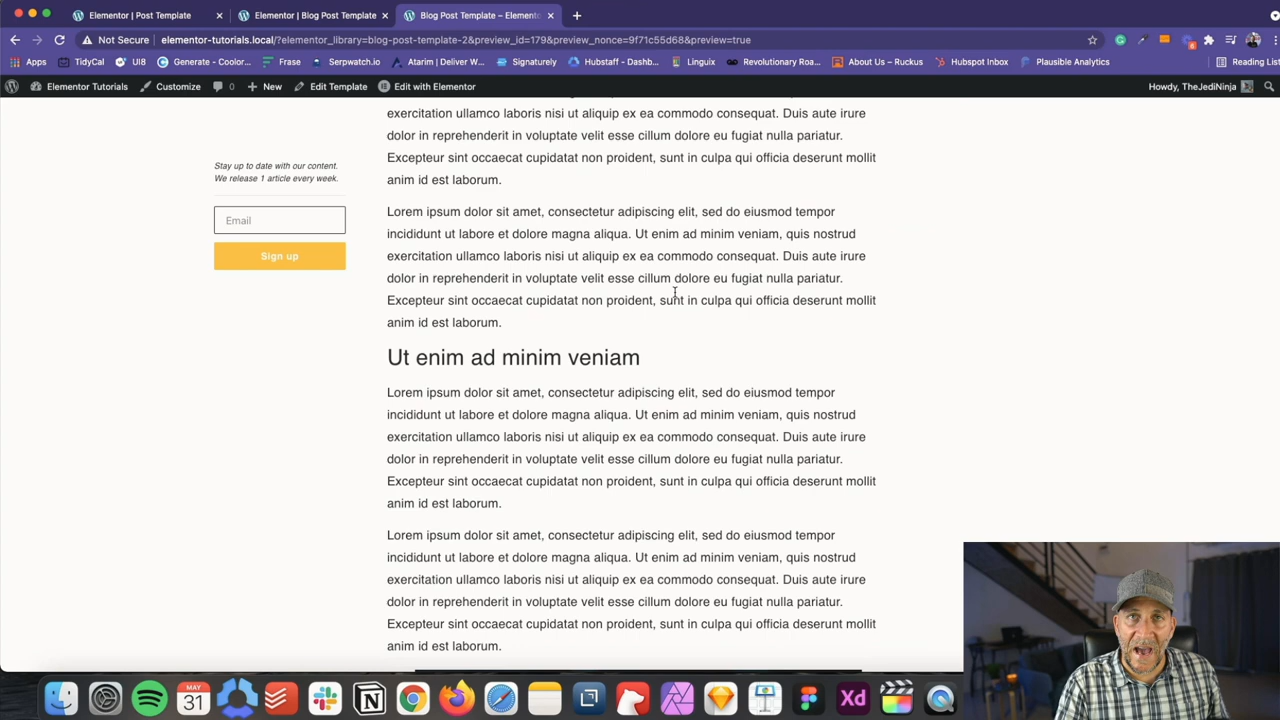 Elementor | Post Template
Elementor | Blog Post Template
Blog Post Template – Elemento
Not Secure
elementor-tutorials.local/?elementor_library=blog-post-template-2&preview_id=179&preview_nonce=9f71c55d68&preview=true
Apps
TidyCal
UI8
Generate - Coolor...
Frase
Serpwatch.io
Atarim | Deliver W...
Signaturely
Hubstaff - Dashb...
Linguix
Revolutionary Roa...
About Us – Ruckus
Hubspot Inbox
Plausible Analytics
Reading List
Elementor Tutorials
Customize
0
New
Edit Template
Edit with Elementor
Howdy, TheJediNinja
Stay up to date with our content.
We release 1 article every week.
Email
Sign up
exercitation ullamco laboris nisi ut aliquip ex ea commodo consequat. Duis aute irure
dolor in reprehenderit in voluptate velit esse cillum dolore eu fugiat nulla pariatur.
Excepteur sint occaecat cupidatat non proident, sunt in culpa qui officia deserunt mollit
anim id est laborum.
Lorem ipsum dolor sit amet, consectetur adipiscing elit, sed do eiusmod tempor
incididunt ut labore et dolore magna aliqua. Ut enim ad minim veniam, quis nostrud
exercitation ullamco laboris nisi ut aliquip ex ea commodo consequat. Duis aute irure
dolor in reprehenderit in voluptate velit esse cillum dolore eu fugiat nulla pariatur.
Excepteur sint occaecat cupidatat non proident, sunt in culpa qui officia deserunt mollit
anim id est laborum.
Ut enim ad minim veniam
Lorem ipsum dolor sit amet, consectetur adipiscing elit, sed do eiusmod tempor
incididunt ut labore et dolore magna aliqua. Ut enim ad minim veniam, quis nostrud
exercitation ullamco laboris nisi ut aliquip ex ea commodo consequat. Duis aute irure
dolor in reprehenderit in voluptate velit esse cillum dolore eu fugiat nulla pariatur.
Excepteur sint occaecat cupidatat non proident, sunt in culpa qui officia deserunt mollit
anim id est laborum.
Lorem ipsum dolor sit amet, consectetur adipiscing elit, sed do eiusmod tempor
incididunt ut labore et dolore magna aliqua. Ut enim ad minim veniam, quis nostrud
exercitation ullamco laboris nisi ut aliquip ex ea commodo consequat. Duis aute irure
dolor in reprehenderit in voluptate velit esse cillum dolore eu fugiat nulla pariatur.
Excepteur sint occaecat cupidatat non proident, sunt in culpa qui officia deserunt mollit
anim id est laborum.
MAY
31
Xd